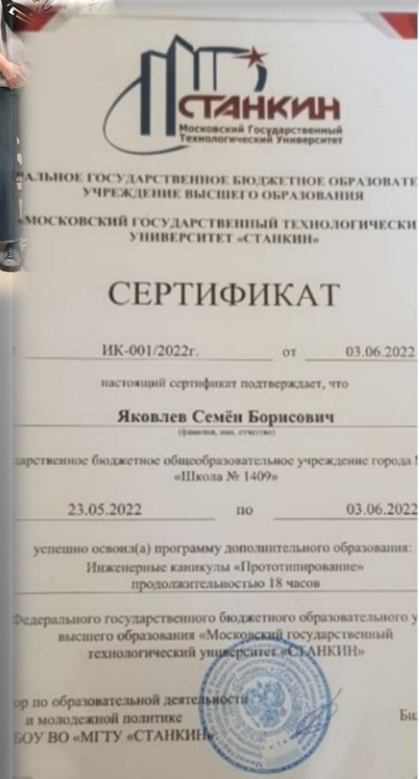 СТАНКИН
Московский Государственный
Технологический Университет
РАЛЬНОЕ ГОСУДАРСТВЕННОЕ БЮДЖЕТНОЕ ОБРАЗОВАТЕ
УЧРЕЖДЕНИЕ ВЫСШЕГО ОБРАЗОВАНИЯ
«МОСКОВСКИЙ ГОСУДАРСТВЕННЫЙ ТЕХНОЛОГИЧЕСКИ
УНИВЕРСИТЕТ «СТАНКИН»
СЕРТИФИКАТ
ИК-001/2022г. от 03.06.2022
настоящий сертификат подтверждает, что
Яковлев Семён Борисович
(фамилия, имя, отчество)
дарственное бюджетное общеобразовательное учреждение города
«Школа № 1409»
23.05.2022 по 03.06.2022
успешно освоил(а) программу дополнительного образования:
Инженерные каникулы «Прототипирование»
продолжительностью 18 часов
Федерального государственного бюджетного образовательного у
высшего образования «Московский государственный
технологический университет «СТАНКИН»
ор по образовательной деятельности
и молодежной политике
БОУ ВО «МГТУ «СТАНКИН»